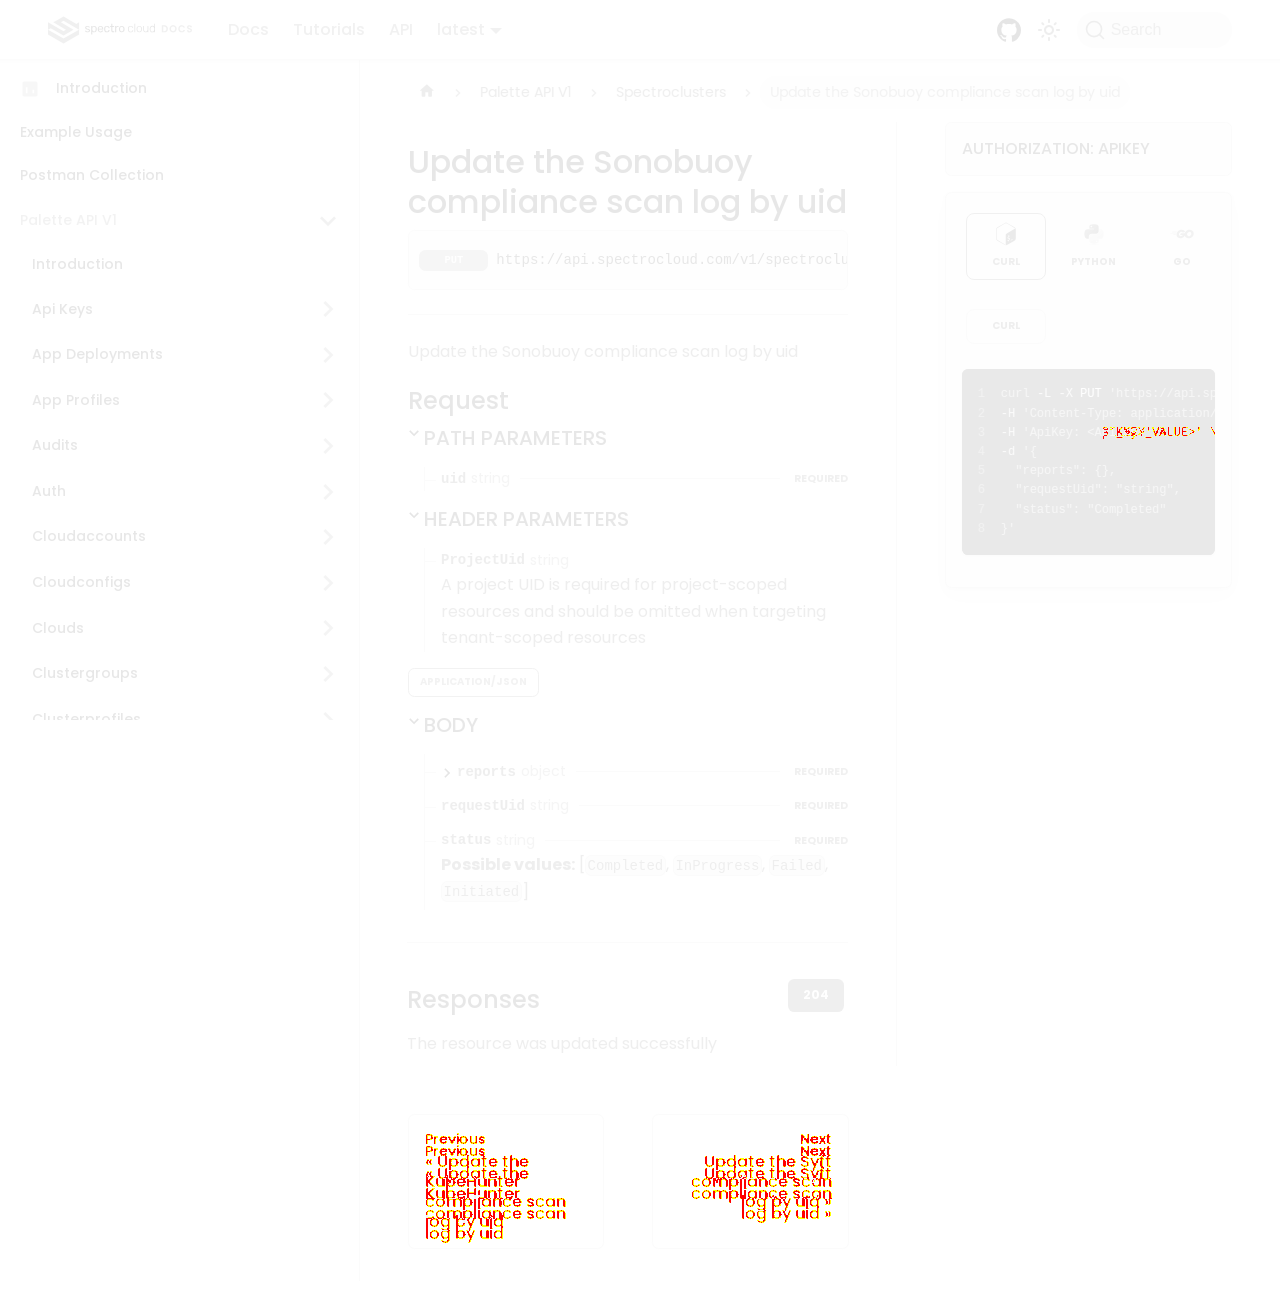 spectro cloud DOCS Docs Tutorials API latest Search
Introduction
Example Usage
Postman Collection
Palette API V1
Introduction
Api Keys
App Deployments
App Profiles
Audits
Auth
Cloudaccounts
Cloudconfigs
Clouds
Clustergroups
Clusterprofiles
Palette API V1 Spectroclusters Update the Sonobuoy compliance scan log by uid
Update the Sonobuoy
compliance scan log by uid
PUT https://api.spectrocloud.com/v1/spectroclu
Update the Sonobuoy compliance scan log by uid
Request
PATH PARAMETERS
uid string REQUIRED
HEADER PARAMETERS
ProjectUid string
A project UID is required for project-scoped
resources and should be omitted when targeting
tenant-scoped resources
APPLICATION/JSON
BODY
reports object REQUIRED
requestUid string REQUIRED
status string REQUIRED
Possible values: [Completed, InProgress, Failed,
Initiated]
Responses
204
The resource was updated successfully
Previous
« Update the
KubeHunter
compliance scan
log by uid
Next
Update the Syft
compliance scan
log by uid »
AUTHORIZATION: APIKEY
CURL PYTHON GO
CURL
1 curl -L -X PUT 'https://api.sp
2 -H 'Content-Type: application/
3 -H 'ApiKey:
4 -d '{
5 "reports": {},
6 "requestUid": "string",
7 "status": "Completed"
8 }'